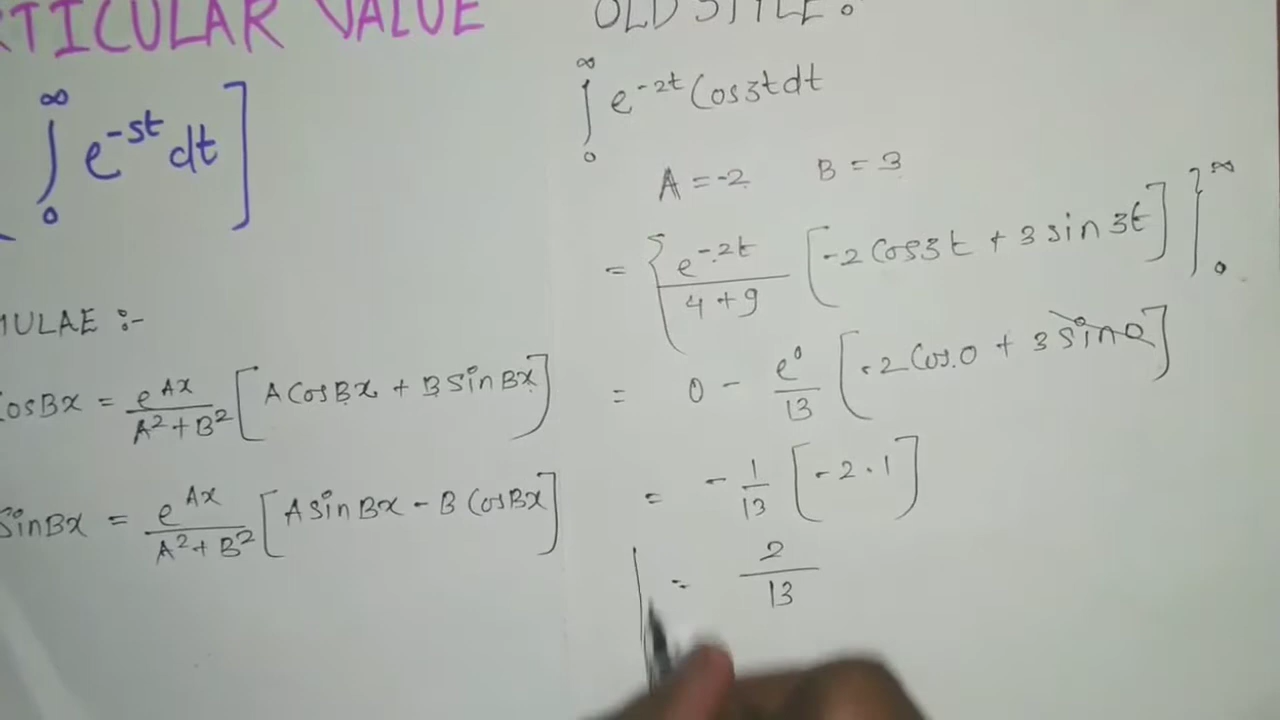 TICULAR VALUE
∫₀^∞ e^-st dt ]
MULAE :-
CosBx = e^Ax / A² + B² [ A CosBx + B SinBx ]
SinBx = e^Ax / A² + B² [ A SinBx - B CosBx ]
OLD STYLE.
∫₀^∞ e^-2t Cos3t dt
A = -2 B = 3
= { e^-2t / 4 + 9 [ -2 Cos3t + 3 sin 3t ] }₀^∞
= 0 - e^0 / 13 [ -2 Cos.0 + 3 sin 0 ]
= - 1/13 [ -2 . 1 ]
= 2/13